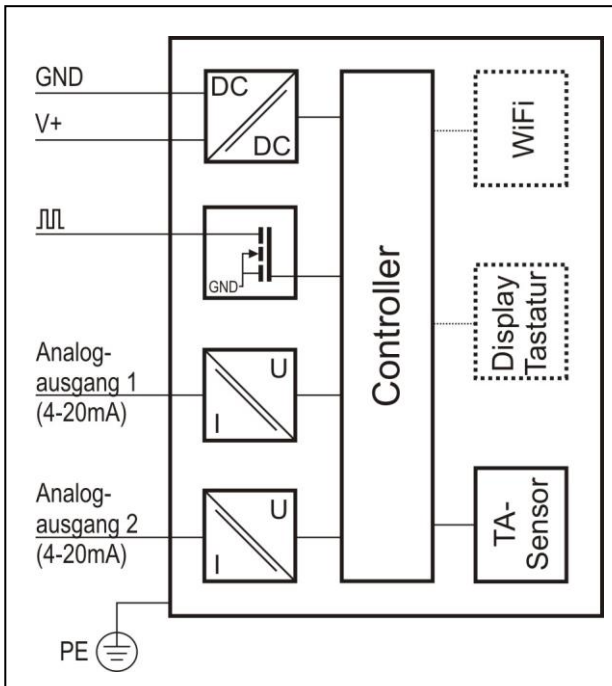 GND
V+
DC
DC
GND
Analog-
ausgang 1
(4-20mA)
U
I
Analog-
ausgang 2
(4-20mA)
U
I
PE
Controller
WiFi
Display
Tastatur
TA-
Sensor